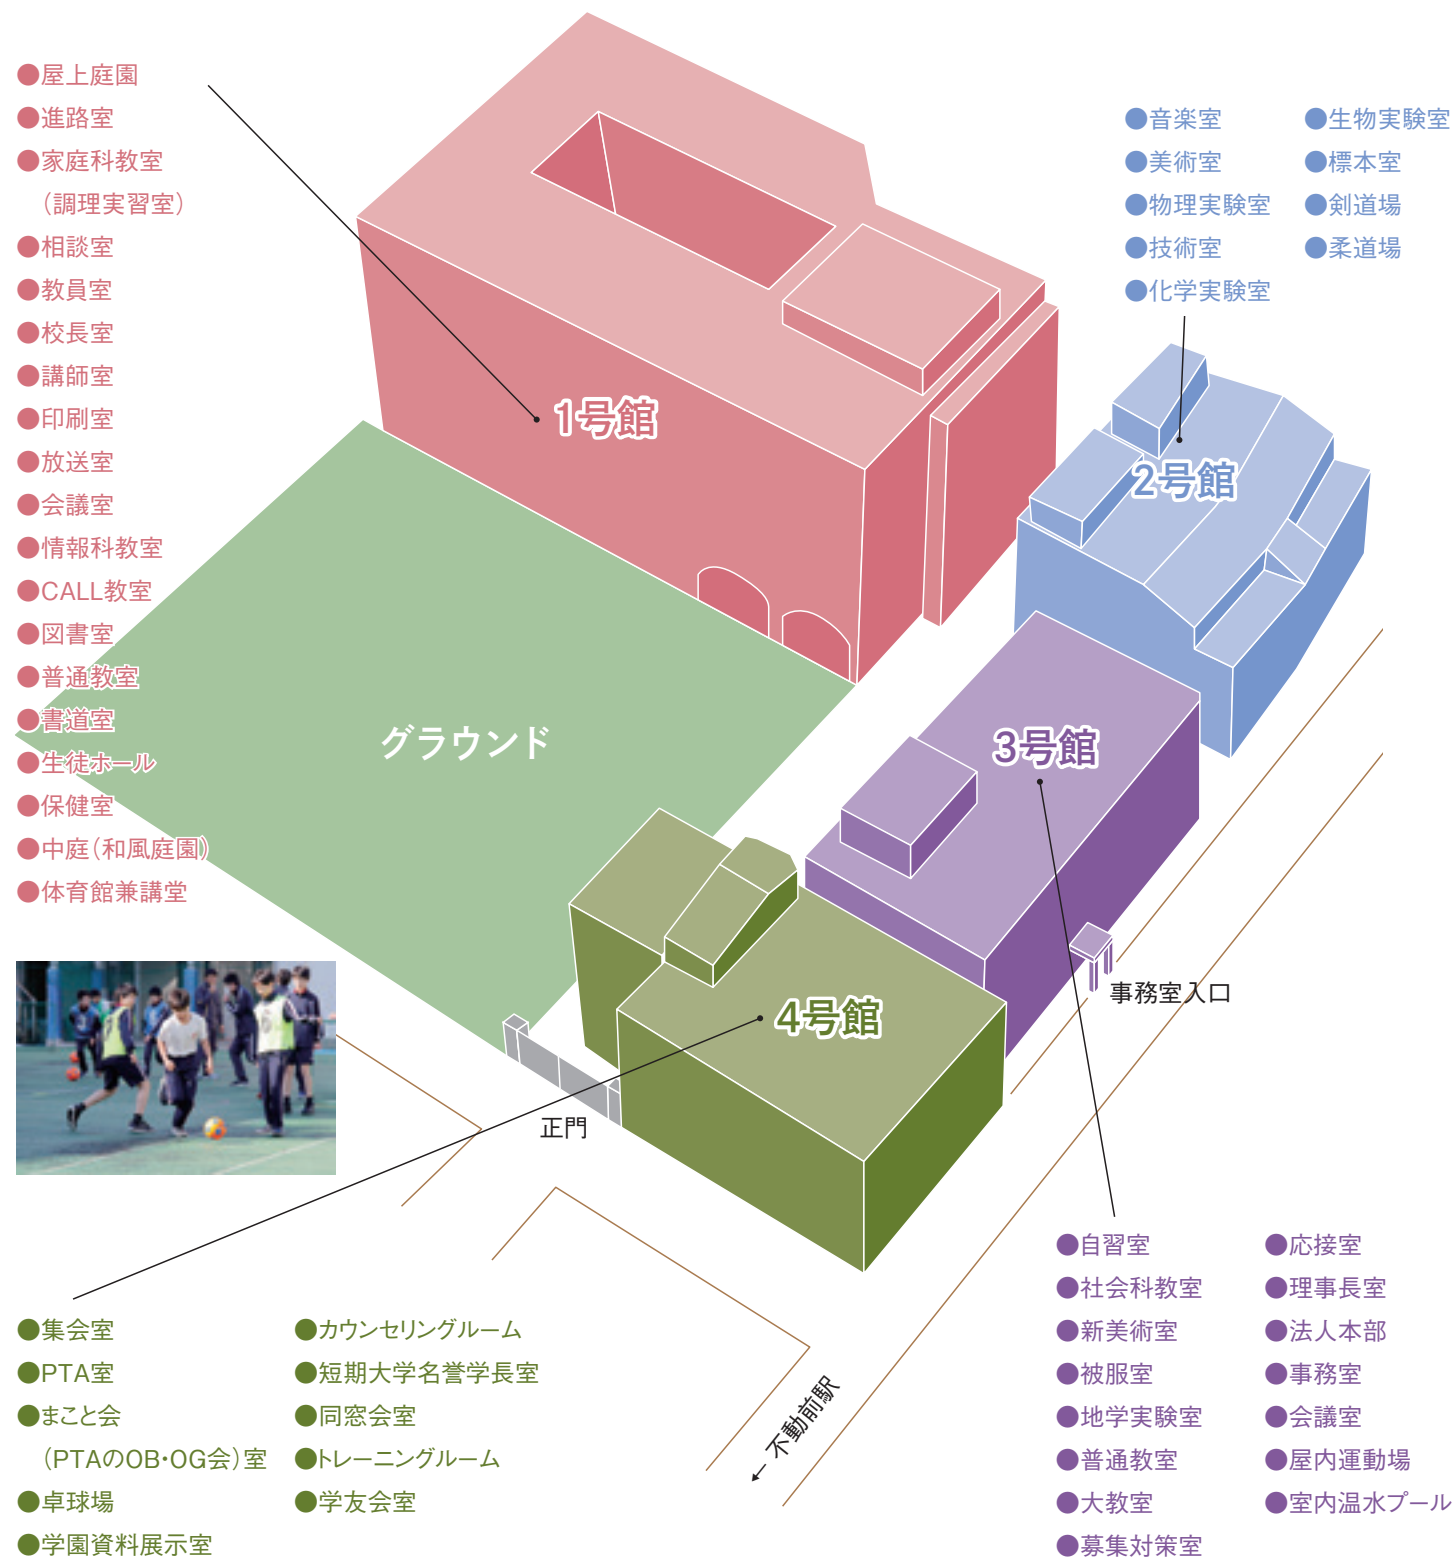 ●屋上庭園
●進路室
●家庭科教室
（調理実習室）
●相談室
●教員室
●校長室
●講師室
●印刷室
●放送室
●会議室
●情報科教室
●CALL教室
●図書室
●普通教室
●書道室
●生徒ホール
●保健室
●中庭（和風庭園）
●体育館兼講堂
●音楽室
●美術室
●物理実験室
●技術室
●化学実験室
●生物実験室
●標本室
●剣道場
●柔道場
1号館
2号館
グラウンド
3号館
4号館
事務室入口
正門
← 不動前駅
●集会室
●PTA室
●まこと会
（PTAのOB・OG会）室
●卓球場
●学園資料展示室
●カウンセリングルーム
●短期大学名誉学長室
●同窓会室
●トレーニングルーム
●学友会室
●自習室
●社会科教室
●新美術室
●被服室
●地学実験室
●普通教室
●大教室
●募集対策室
●応接室
●理事長室
●法人本部
●事務室
●会議室
●屋内運動場
●室内温水プール